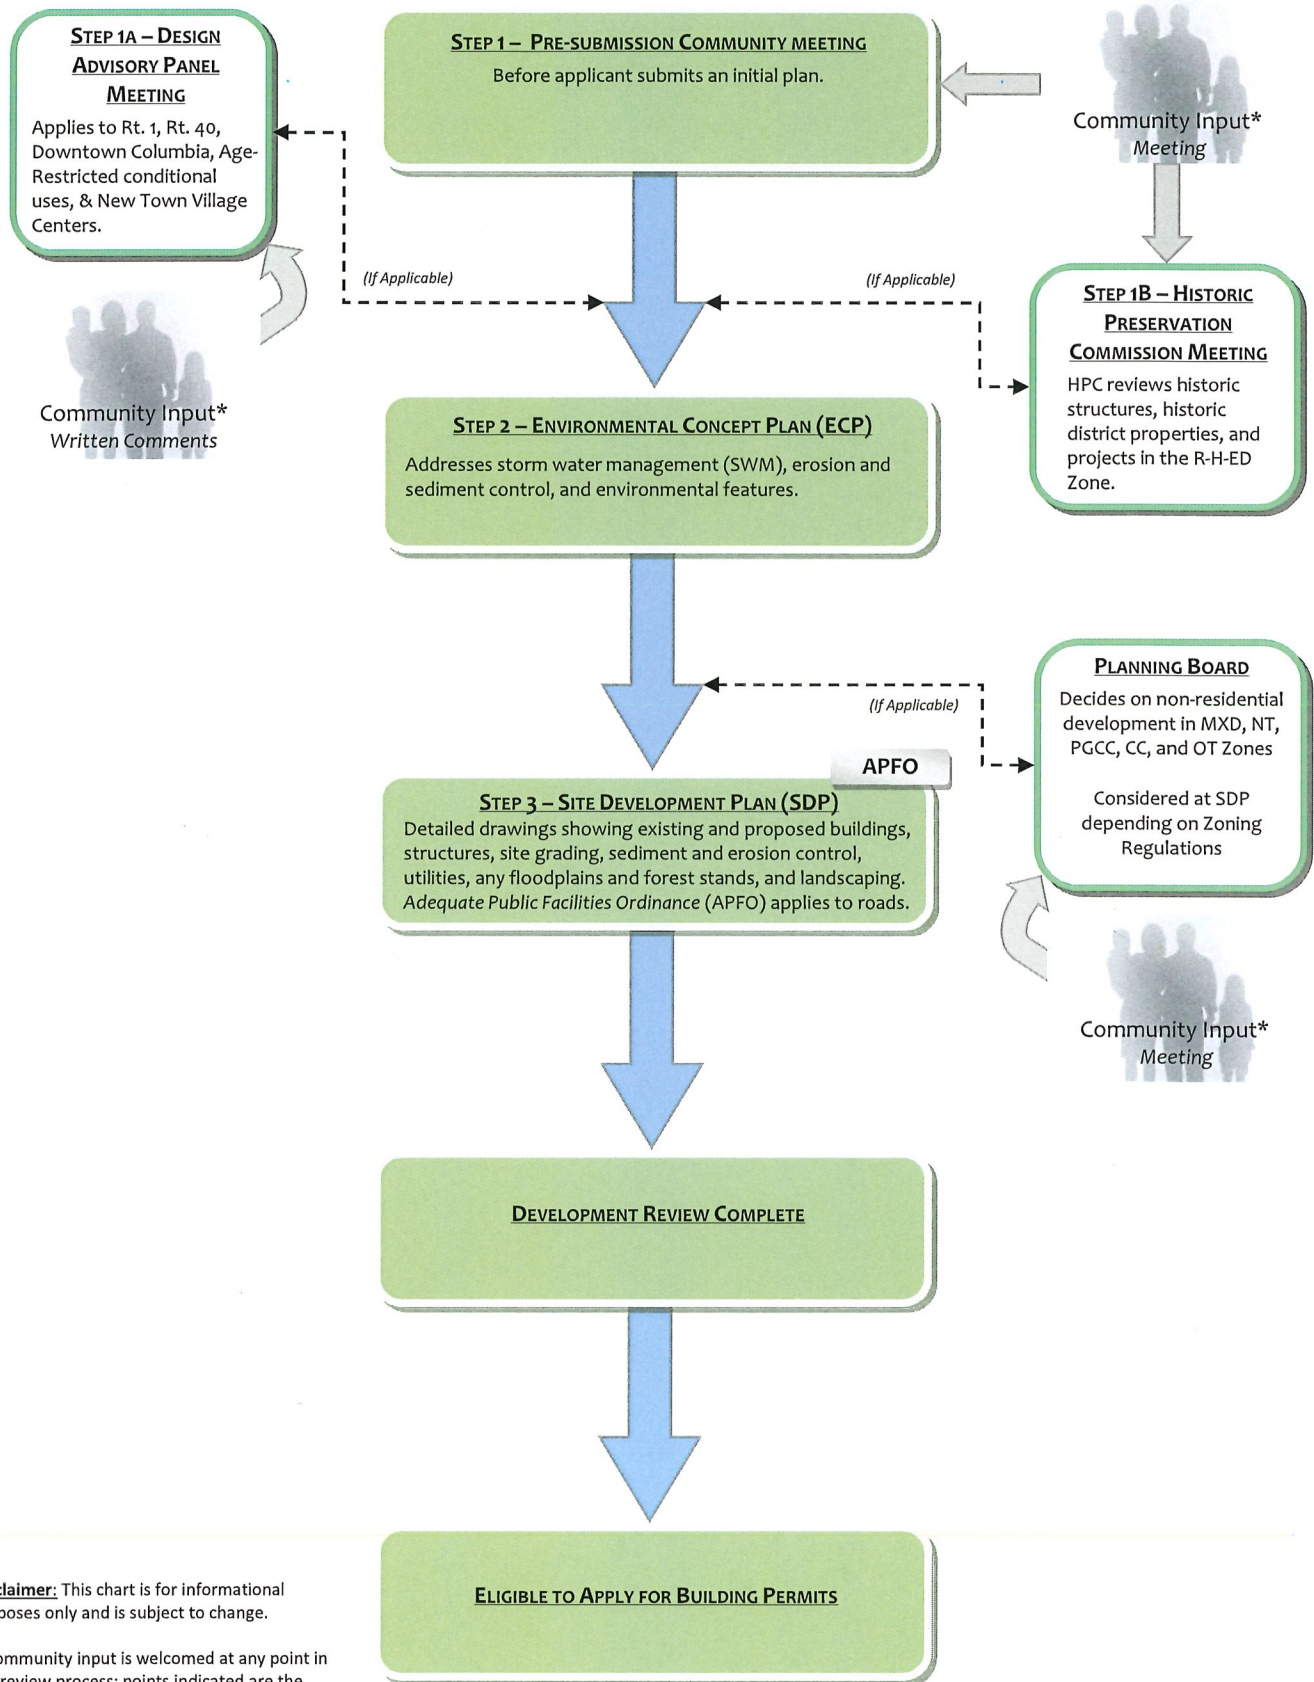 STEP 1A – DESIGN
ADVISORY PANEL
MEETING
Applies to Rt. 1, Rt. 40,
Downtown Columbia, Age-
Restricted conditional
uses, & New Town Village
Centers.
Community Input*
Written Comments
STEP 1 – PRE-SUBMISSION COMMUNITY MEETING
Before applicant submits an initial plan.
Community Input*
Meeting
(If Applicable)
(If Applicable)
STEP 1B – HISTORIC
PRESERVATION
COMMISSION MEETING
HPC reviews historic
structures, historic
district properties, and
projects in the R-H-ED
Zone.
STEP 2 – ENVIRONMENTAL CONCEPT PLAN (ECP)
Addresses storm water management (SWM), erosion and
sediment control, and environmental features.
(If Applicable)
PLANNING BOARD
Decides on non-residential
development in MXD, NT,
PGCC, CC, and OT Zones
Considered at SDP
depending on Zoning
Regulations
Community Input*
Meeting
APFO
STEP 3 – SITE DEVELOPMENT PLAN (SDP)
Detailed drawings showing existing and proposed buildings,
structures, site grading, sediment and erosion control,
utilities, any floodplains and forest stands, and landscaping.
Adequate Public Facilities Ordinance (APFO) applies to roads.
DEVELOPMENT REVIEW COMPLETE
ELIGIBLE TO APPLY FOR BUILDING PERMITS
claimer: This chart is for informational
poses only and is subject to change.
ommunity input is welcomed at any point in
review process; points indicated are the